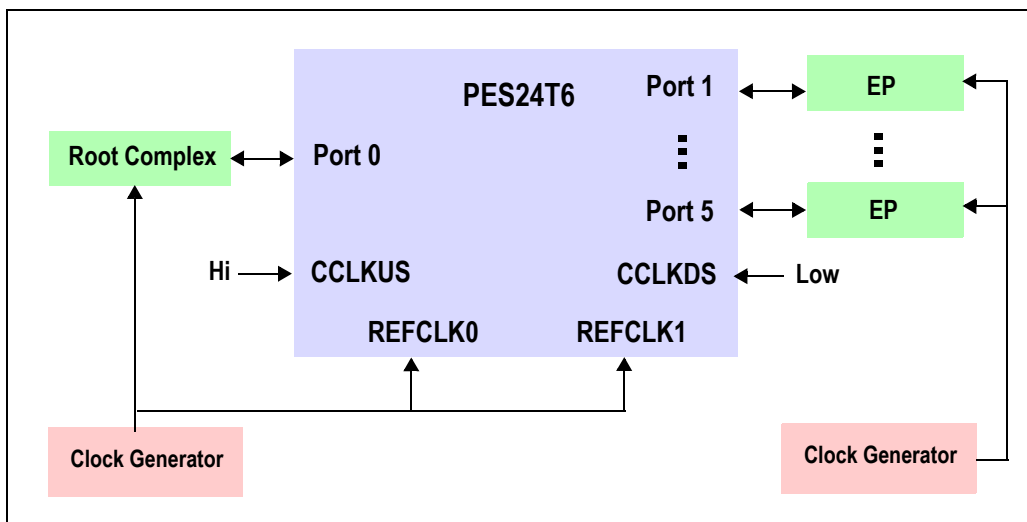 PES24T6
Port 1
EP
Root Complex
Port 0
Port 5
EP
Hi
CCLKUS
CCLKDS
Low
REFCLK0
REFCLK1
Clock Generator
Clock Generator